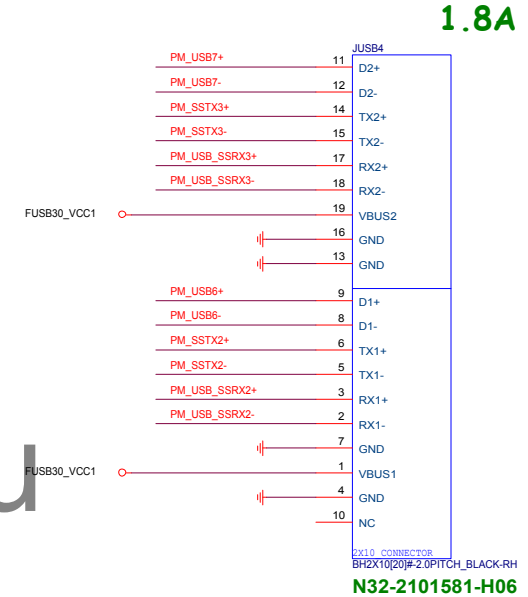 1.8A
JUSB4
PM_USB7+ 11 D2+
PM_USB7- 12 D2-
PM_SSTX3+ 14 TX2+
PM_SSTX3- 15 TX2-
PM_USB_SSRX3+ 17 RX2+
PM_USB_SSRX3- 18 RX2-
FUSB30_VCC1 19 VBUS2
16 GND
13 GND
PM_USB6+ 9 D1+
PM_USB6- 8 D1-
PM_SSTX2+ 6 TX1+
PM_SSTX2- 5 TX1-
PM_USB_SSRX2+ 3 RX1+
PM_USB_SSRX2- 2 RX1-
7 GND
FUSB30_VCC1 1 VBUS1
4 GND
10 NC
2X10 CONNECTOR
BH2X10[20]#-2.0PITCH_BLACK-RH
N32-2101581-H06